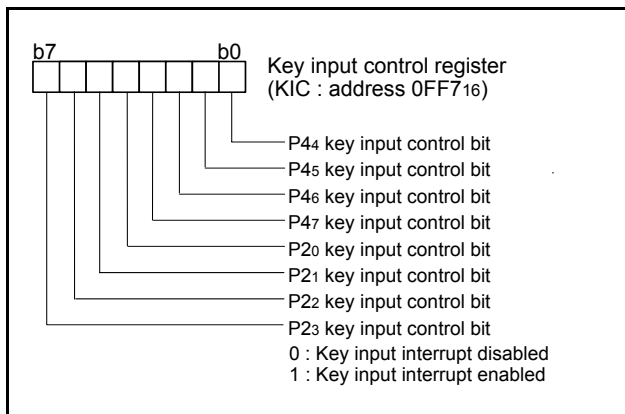 b7 b0
Key input control register
(KIC : address 0FF716)
P44 key input control bit
P45 key input control bit
P46 key input control bit
P47 key input control bit
P20 key input control bit
P21 key input control bit
P22 key input control bit
P23 key input control bit
0 : Key input interrupt disabled
1 : Key input interrupt enabled